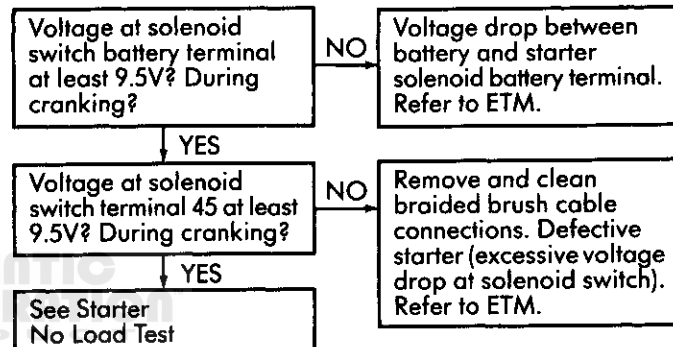 Voltage at solenoid
switch battery terminal
at least 9.5V? During
cranking?
NO
Voltage drop between
battery and starter
solenoid battery terminal.
Refer to ETM.
YES
Voltage at solenoid
switch terminal 45 at least
9.5V? During cranking?
NO
Remove and clean
braided brush cable
connections. Defective
starter (excessive voltage
drop at solenoid switch).
Refer to ETM.
YES
See Starter
No Load Test